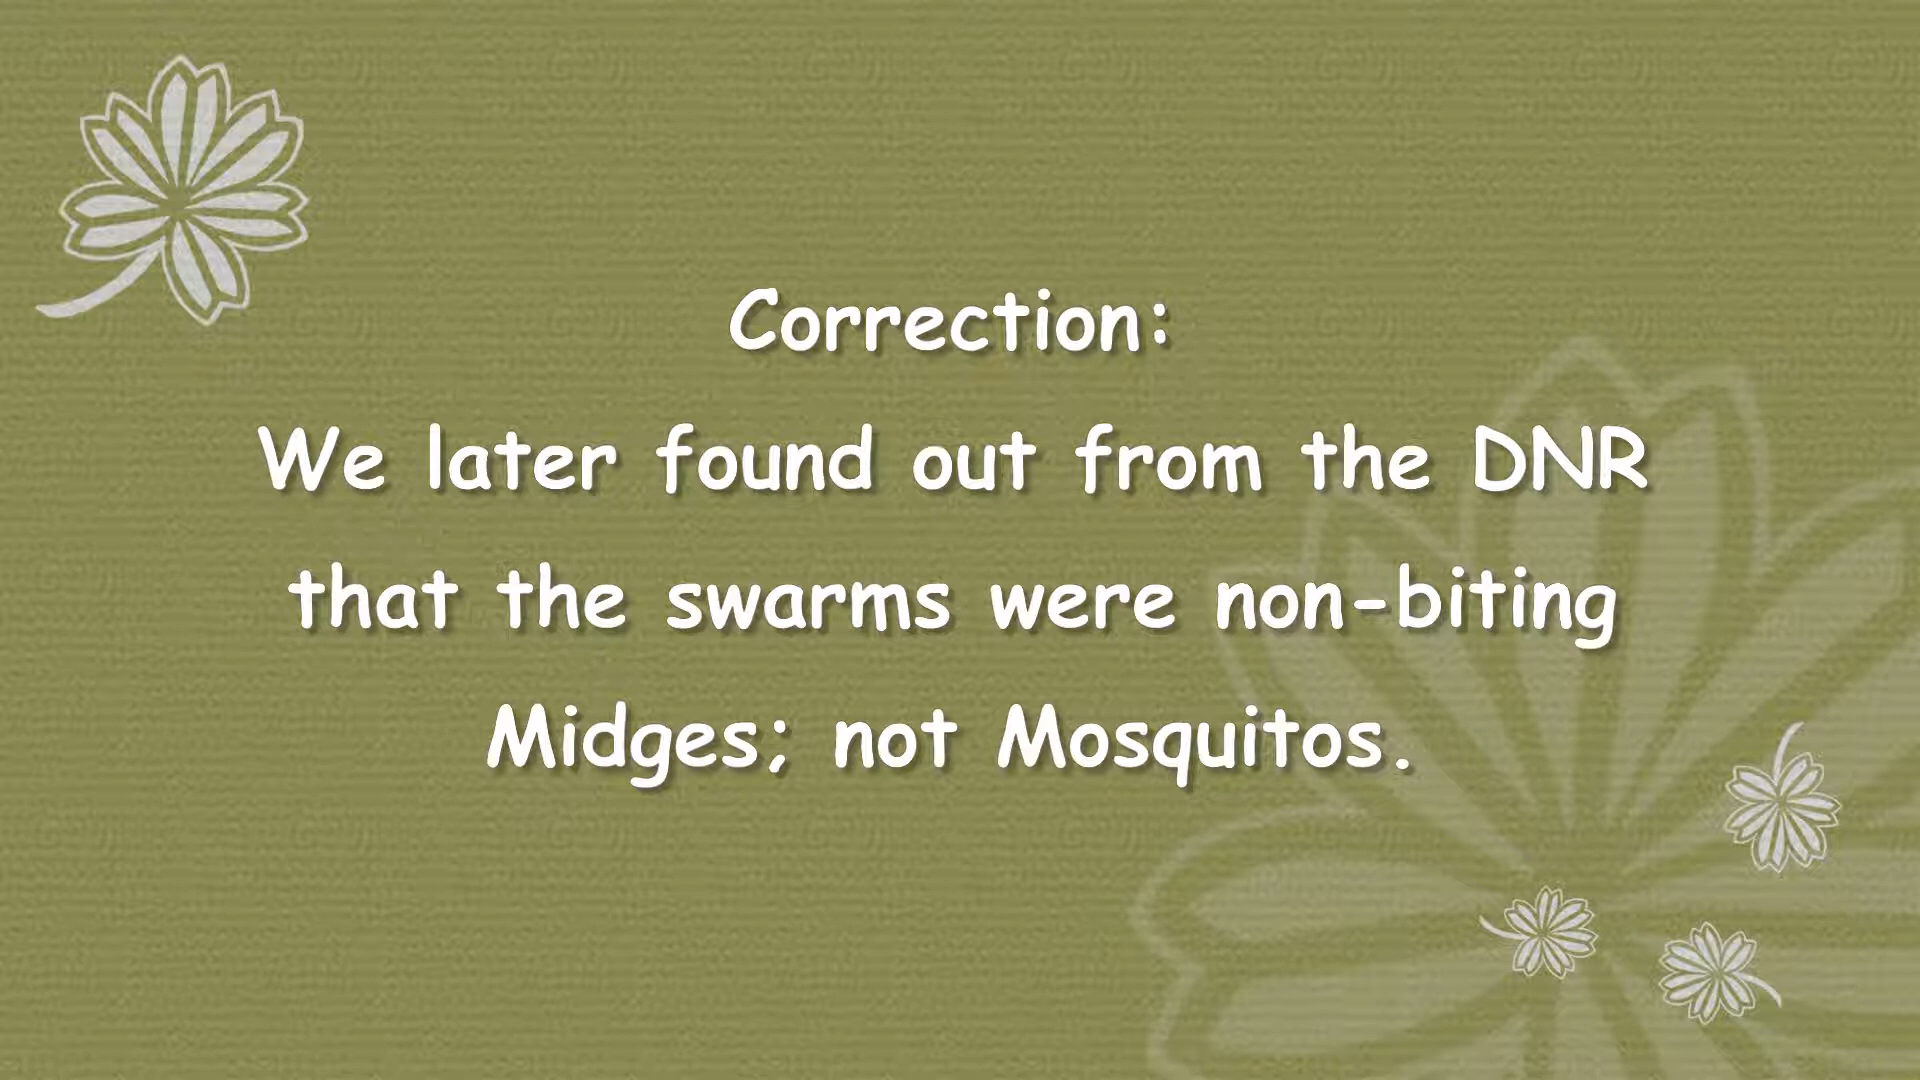 Correction:
We later found out from the DNR
that the swarms were non-biting
Midges; not Mosquitos.